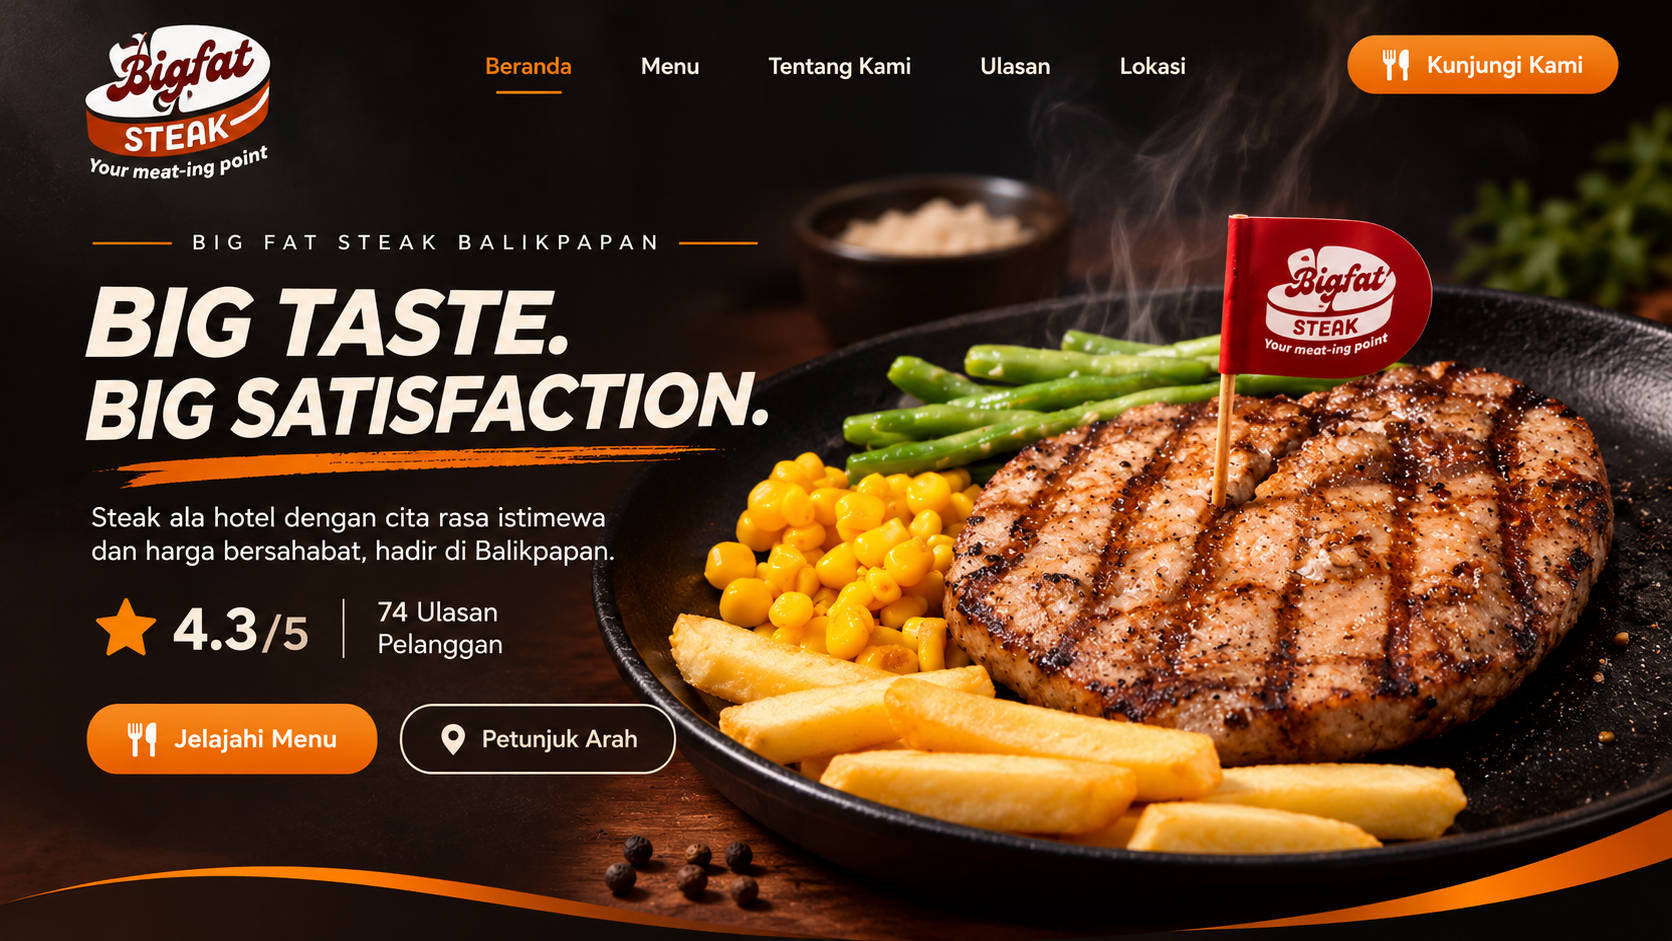 Bigfat
STEAK
Your meat-ing point
Beranda
Menu
Tentang Kami
Ulasan
Lokasi
Kunjungi Kami
BIG FAT STEAK BALIKPAPAN
BIG TASTE.
BIG SATISFACTION.
Steak ala hotel dengan cita rasa istimewa
dan harga bersahabat, hadir di Balikpapan.
4.3/5
74 Ulasan
Pelanggan
Jelajahi Menu
Petunjuk Arah
Bigfat
STEAK
Your meat-ing point